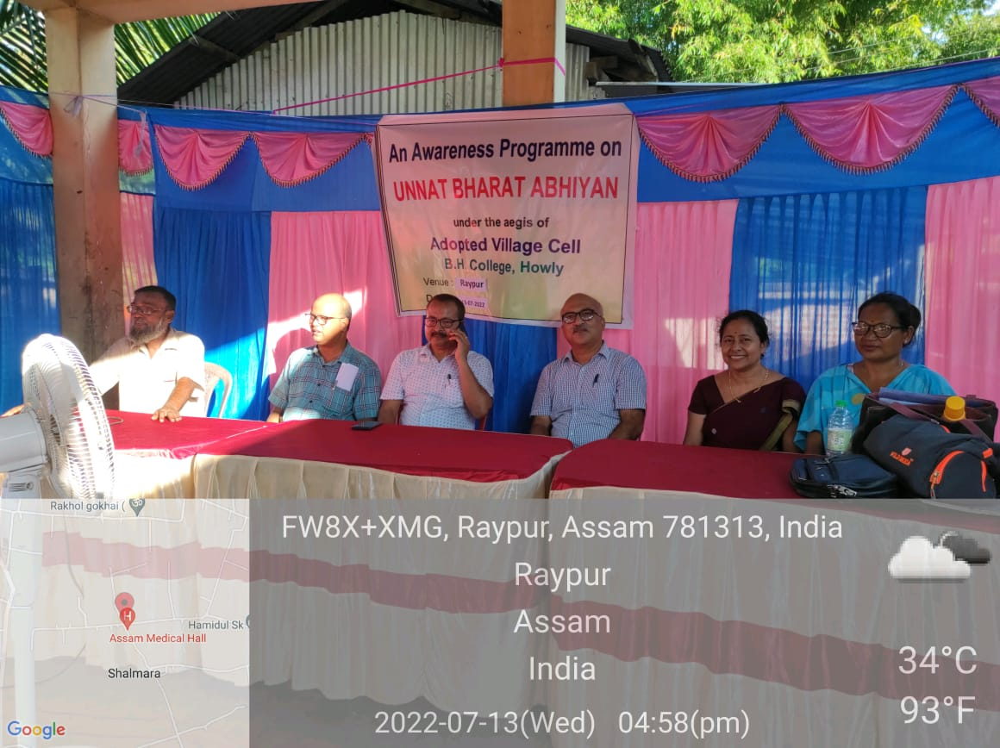 An Awareness Programme on
UNNAT BHARAT ABHIYAN
under the aegis of
Adopted Village Cell
B.H. College, Howly
Venue : Raypur
-07-2022
Rakhol gokhai (
Hamidul Sk
Assam Medical Hall
Shalmara
Google
FW8X+XMG, Raypur, Assam 781313, India
Raypur
Assam
India
2022-07-13(Wed) 04:58(pm)
34°C
93°F